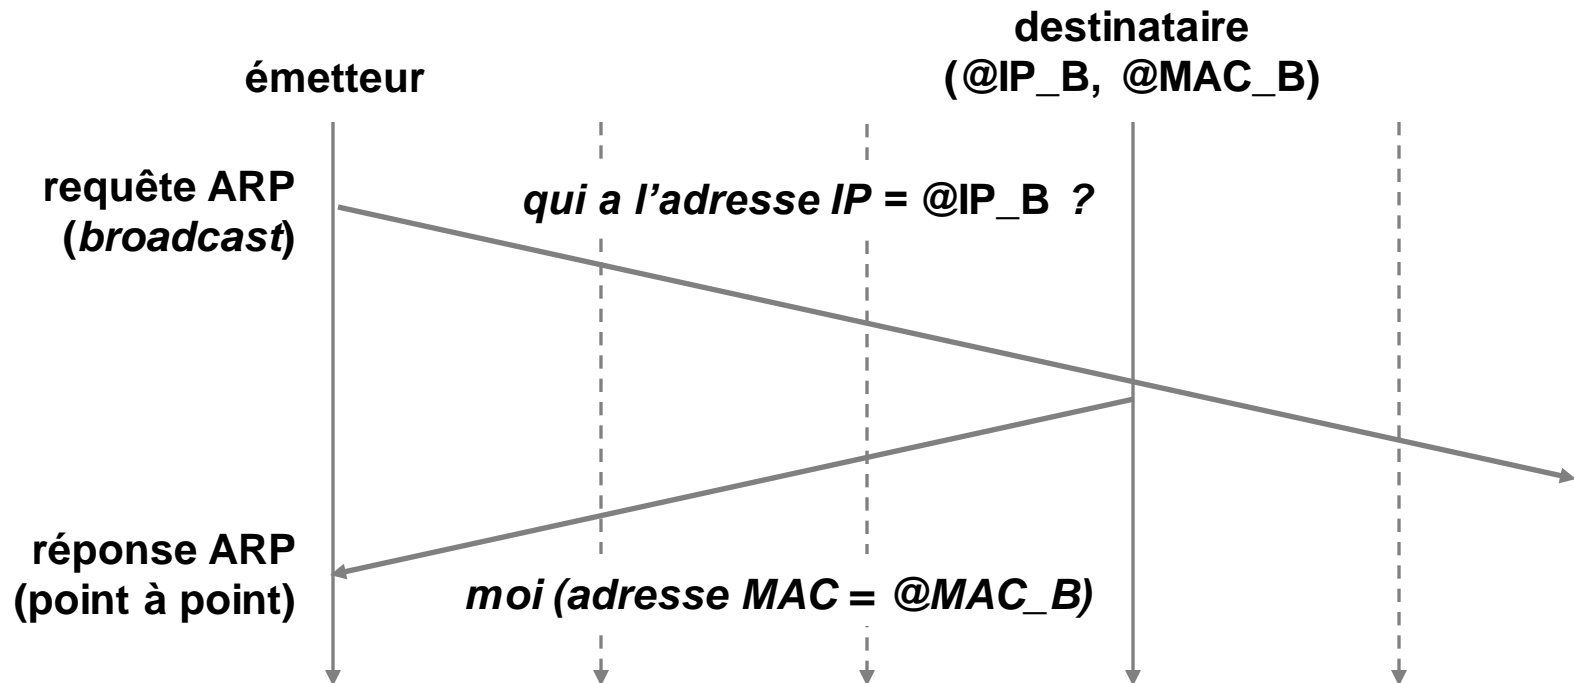 destinataire
(@IP_B, @MAC_B)
émetteur
requête ARP
(broadcast)
qui a l’adresse IP = @IP_B ?
réponse ARP
(point à point)
moi (adresse MAC = @MAC_B)